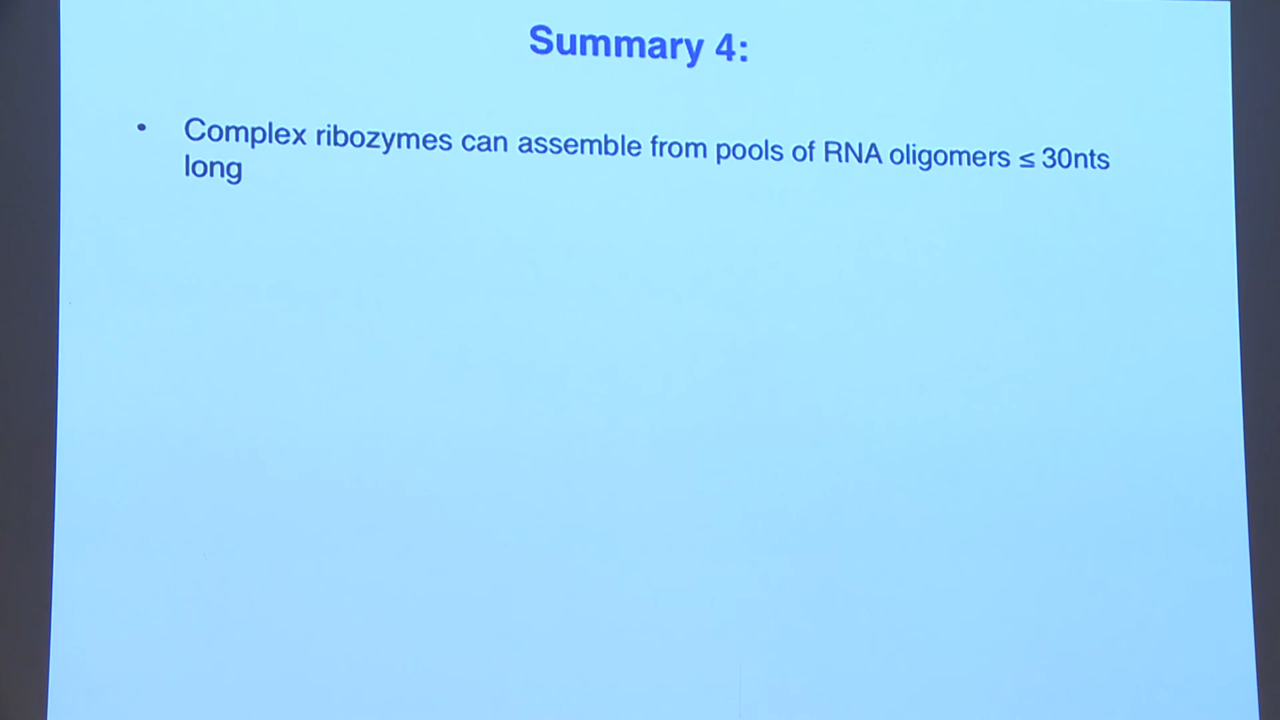 Summary 4:
• Complex ribozymes can assemble from pools of RNA oligomers ≤ 30nts
long